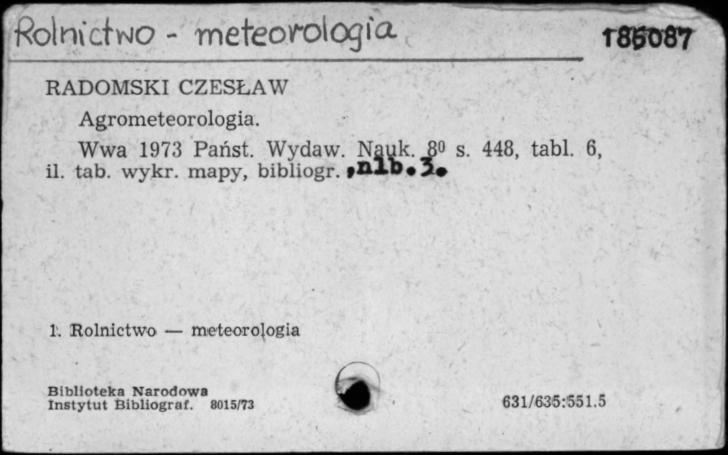 Rolnictwo - meteorologia 185087
RADOMSKI CZESŁAW
Agrometeorologia.
Wwa 1973 Państ. Wydaw. Nauk. 8⁰ s. 448, tabl. 6,
il. tab. wykr. mapy, bibliogr. ,nlb.3.
1. Rolnictwo — meteorologia
Biblioteka Narodowa
Instytut Bibliograf. 8015/73 631/635:551.5